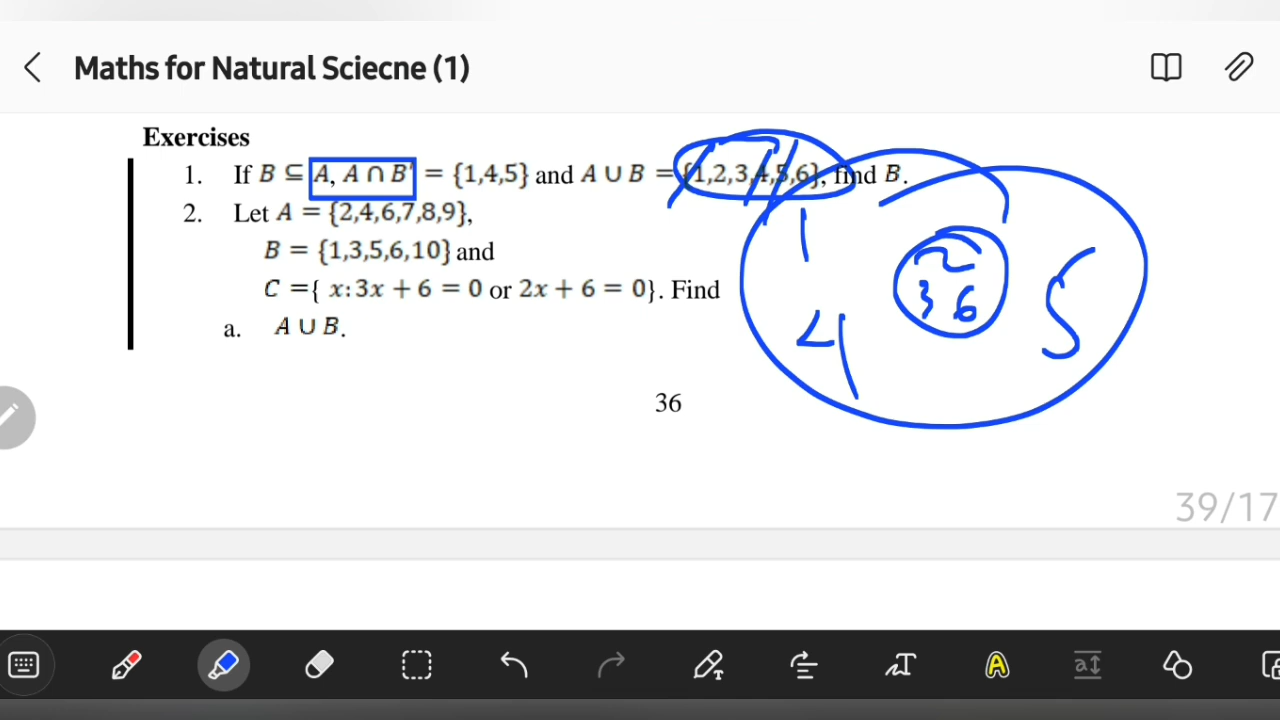 Maths for Natural Sciecne (1)
Exercises
1. If B ⊆ A, A ∩ B' = {1,4,5} and A ∪ B = {1,2,3,4,5,6}, find B.
2. Let A = {2,4,6,7,8,9},
B = {1,3,5,6,10} and
C ={ x: 3x + 6 = 0 or 2x + 6 = 0}. Find
a. A ∪ B.
1
2
3 6
5
4
36
39/17
T
T
A
a